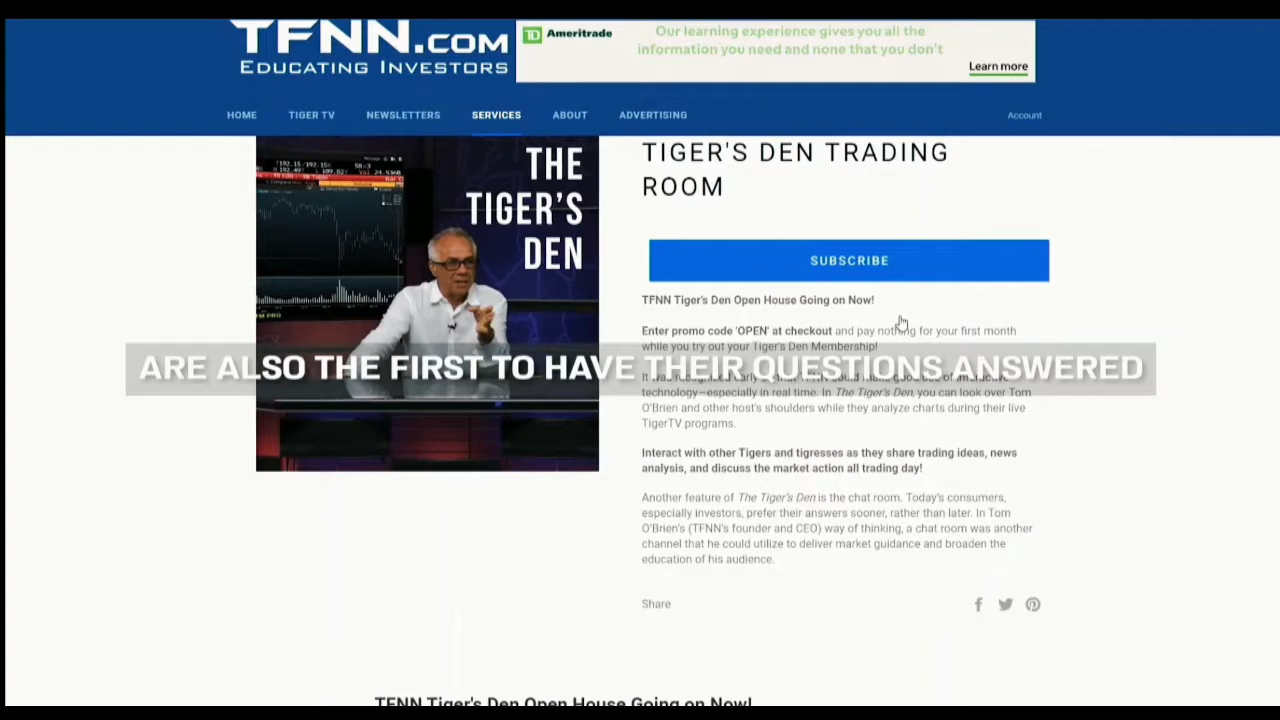 TFNN.COM
EDUCATING INVESTORS
TD Ameritrade
Our learning experience gives you all the
information you need and none that you don't
Learn more
HOME TIGER TV NEWSLETTERS SERVICES ABOUT ADVERTISING Account
THE
TIGER'S
DEN
TIGER'S DEN TRADING
ROOM
SUBSCRIBE
TFNN Tiger's Den Open House Going on Now!
Enter promo code 'OPEN' at checkout and pay nothing for your first month
while you try out your Tiger's Den Membership!
ARE ALSO THE FIRST TO HAVE THEIR QUESTIONS ANSWERED
technology—especially in real time. In The Tiger's Den, you can look over Tom
O'Brien and other host's shoulders while they analyze charts during their live
TigerTV programs.
Interact with other Tigers and tigresses as they share trading ideas, news
analysis, and discuss the market action all trading day!
Another feature of The Tiger's Den is the chat room. Today's consumers,
especially investors, prefer their answers sooner, rather than later. In Tom
O'Brien's (TFNN's founder and CEO) way of thinking, a chat room was another
channel that he could utilize to deliver market guidance and broaden the
education of his audience.
Share
TFNN Tiger's Den Open House Going on Now!